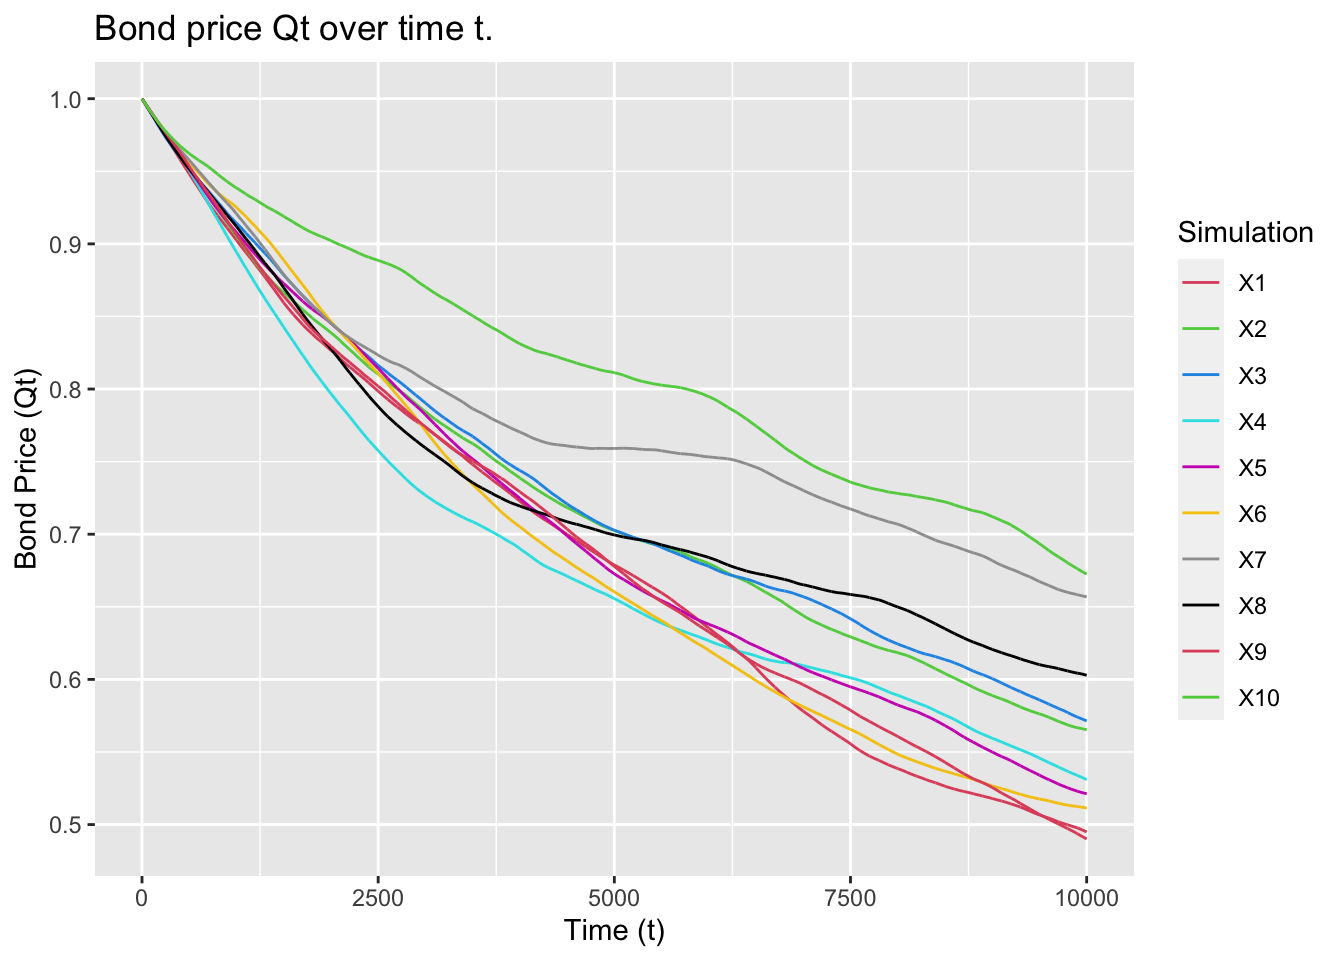 Bond price Qt over time t.
Bond Price (Qt)
1.0
0.9
0.8
0.7
0.6
0.5
0
2500
5000
7500
10000
Time (t)
Simulation
X1
X2
X3
X4
X5
X6
X7
X8
X9
X10